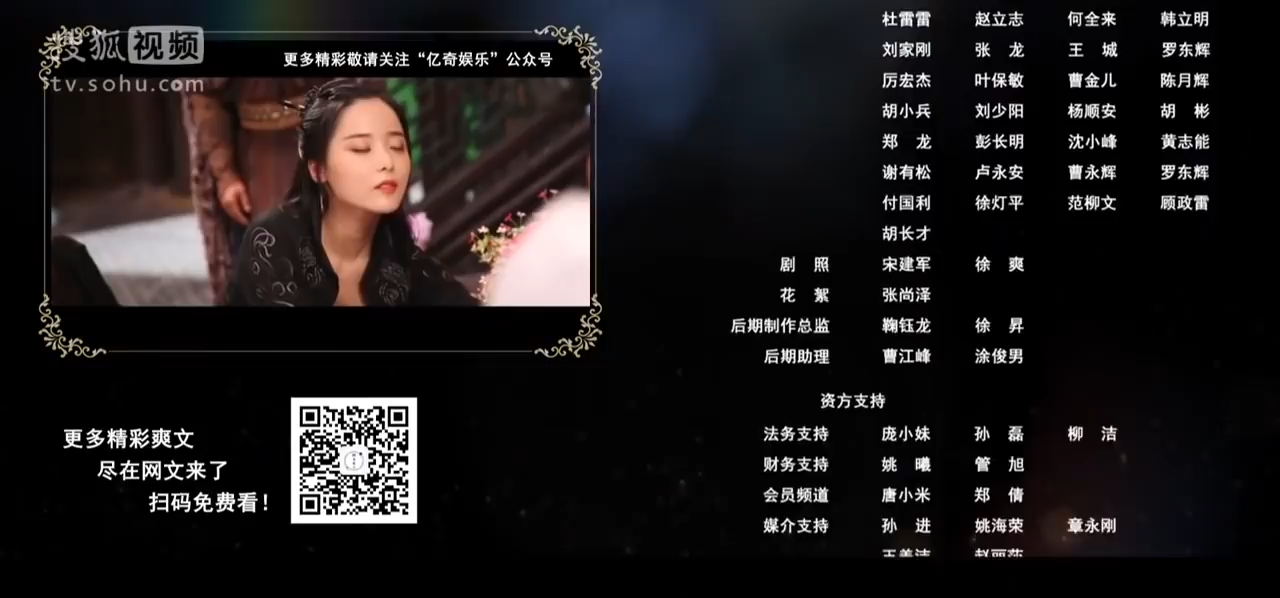 搜狐视频
tv.sohu.com
更多精彩敬请关注“亿奇娱乐”公众号
更多精彩爽文
尽在网文来了
扫码免费看！
杜雷雷 赵立志 何全来 韩立明
刘家刚 张 龙 王 城 罗东辉
厉宏杰 叶保敏 曹金儿 陈月辉
胡小兵 刘少阳 杨顺安 胡 彬
郑 龙 彭长明 沈小峰 黄志能
谢有松 卢永安 曹永辉 罗东辉
付国利 徐灯平 范柳文 顾政雷
胡长才
剧 照 宋建军 徐 爽
花 絮 张尚泽
后期制作总监 鞠钰龙 徐 昇
后期助理 曹江峰 涂俊男
资方支持
法务支持 庞小妹 孙 磊 柳 洁
财务支持 姚 曦 管 旭
会员频道 唐小米 郑 倩
媒介支持 孙 进 姚海荣 章永刚